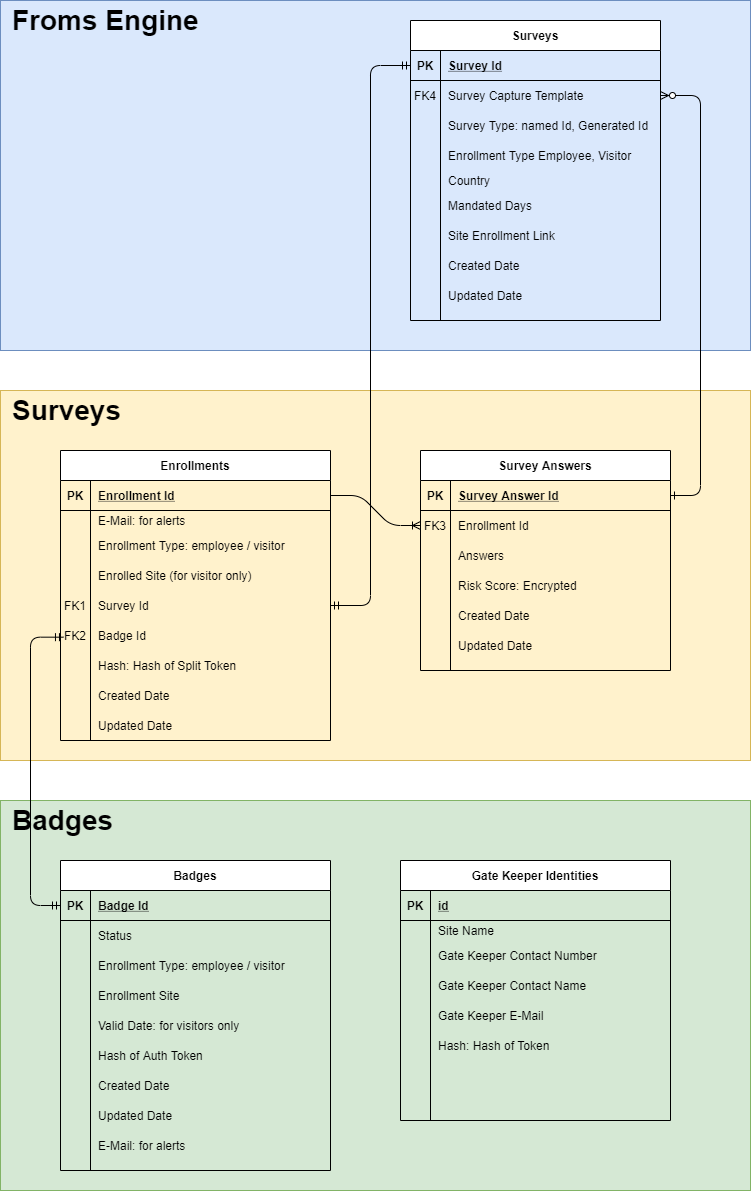 Froms Engine
Surveys
PK Survey Id
FK4 Survey Capture Template
Survey Type: named Id, Generated Id
Enrollment Type Employee, Visitor
Country
Mandated Days
Site Enrollment Link
Created Date
Updated Date
Surveys
Enrollments
PK Enrollment Id
E-Mail: for alerts
Enrollment Type: employee / visitor
Enrolled Site (for visitor only)
FK1 Survey Id
FK2 Badge Id
Hash: Hash of Split Token
Created Date
Updated Date
Survey Answers
PK Survey Answer Id
FK3 Enrollment Id
Answers
Risk Score: Encrypted
Created Date
Updated Date
Badges
Badges
PK Badge Id
Status
Enrollment Type: employee / visitor
Enrollment Site
Valid Date: for visitors only
Hash of Auth Token
Created Date
Updated Date
E-Mail: for alerts
Gate Keeper Identities
PK id
Site Name
Gate Keeper Contact Number
Gate Keeper Contact Name
Gate Keeper E-Mail
Hash: Hash of Token